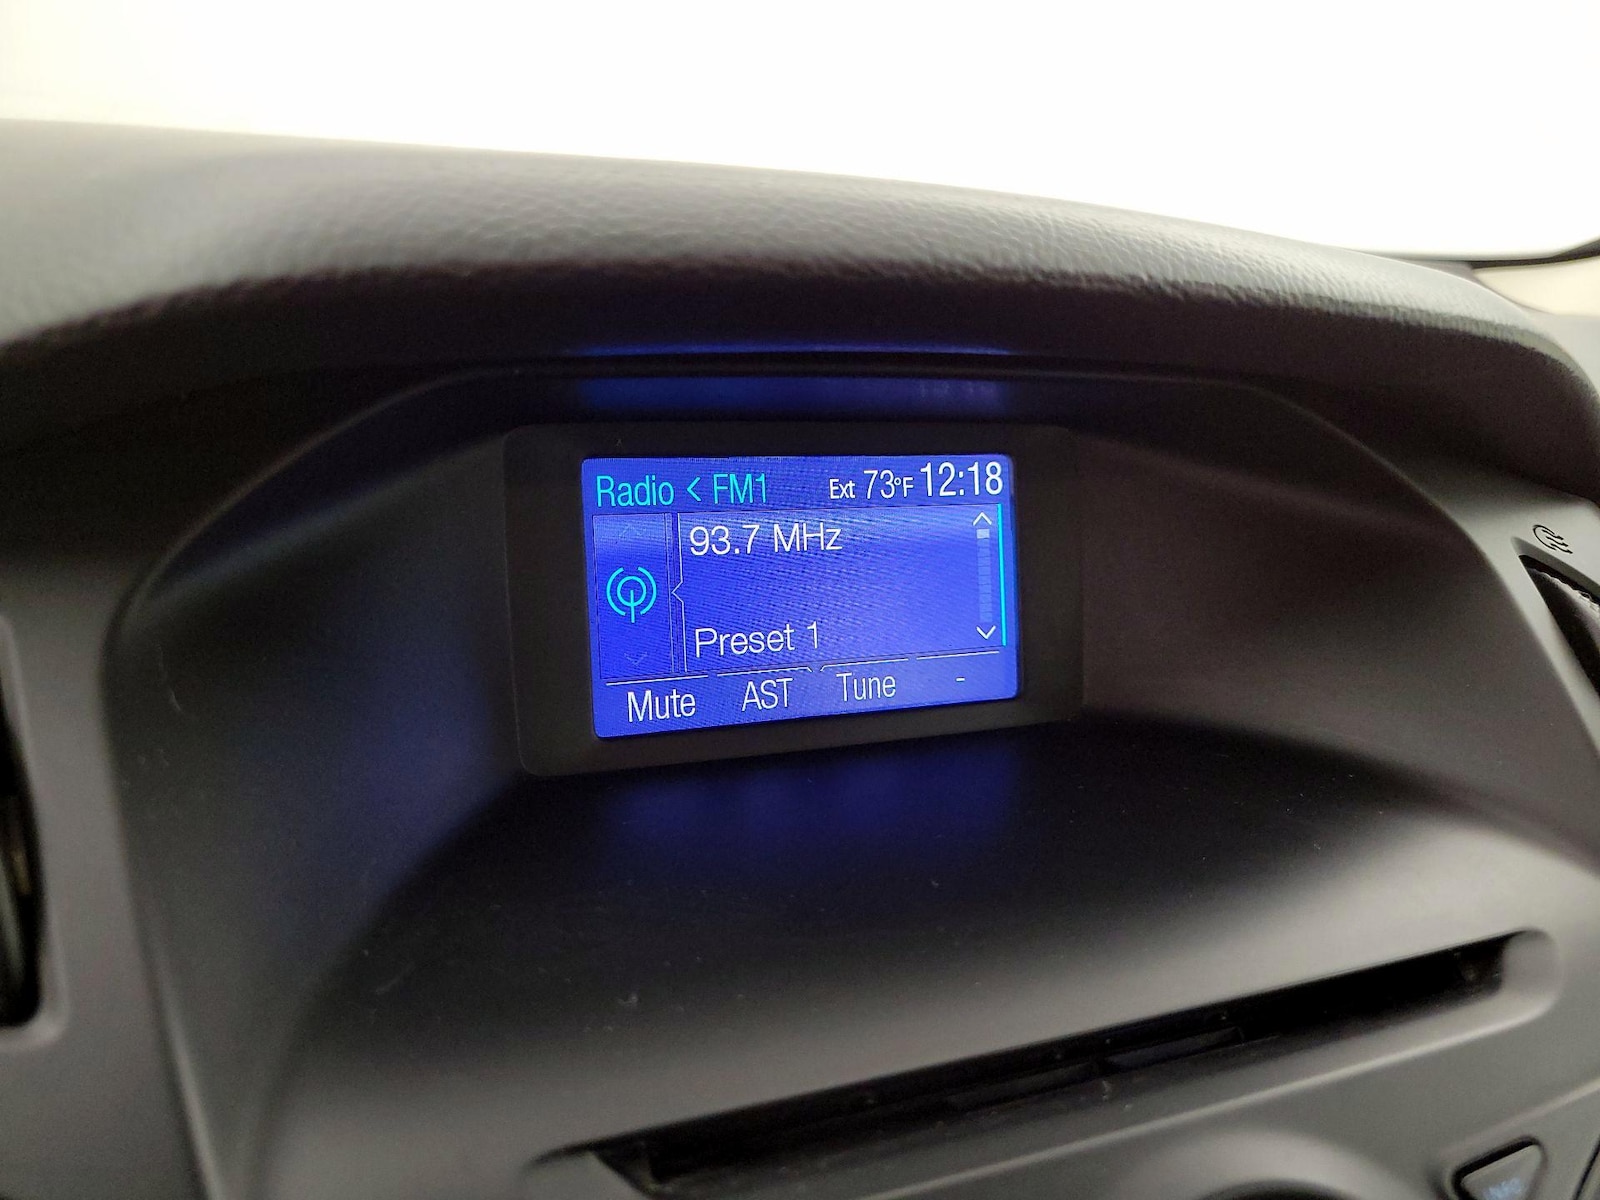 Radio < FM1 Ext 73°F 12:18
93.7 MHz
Preset 1
Mute AST Tune -